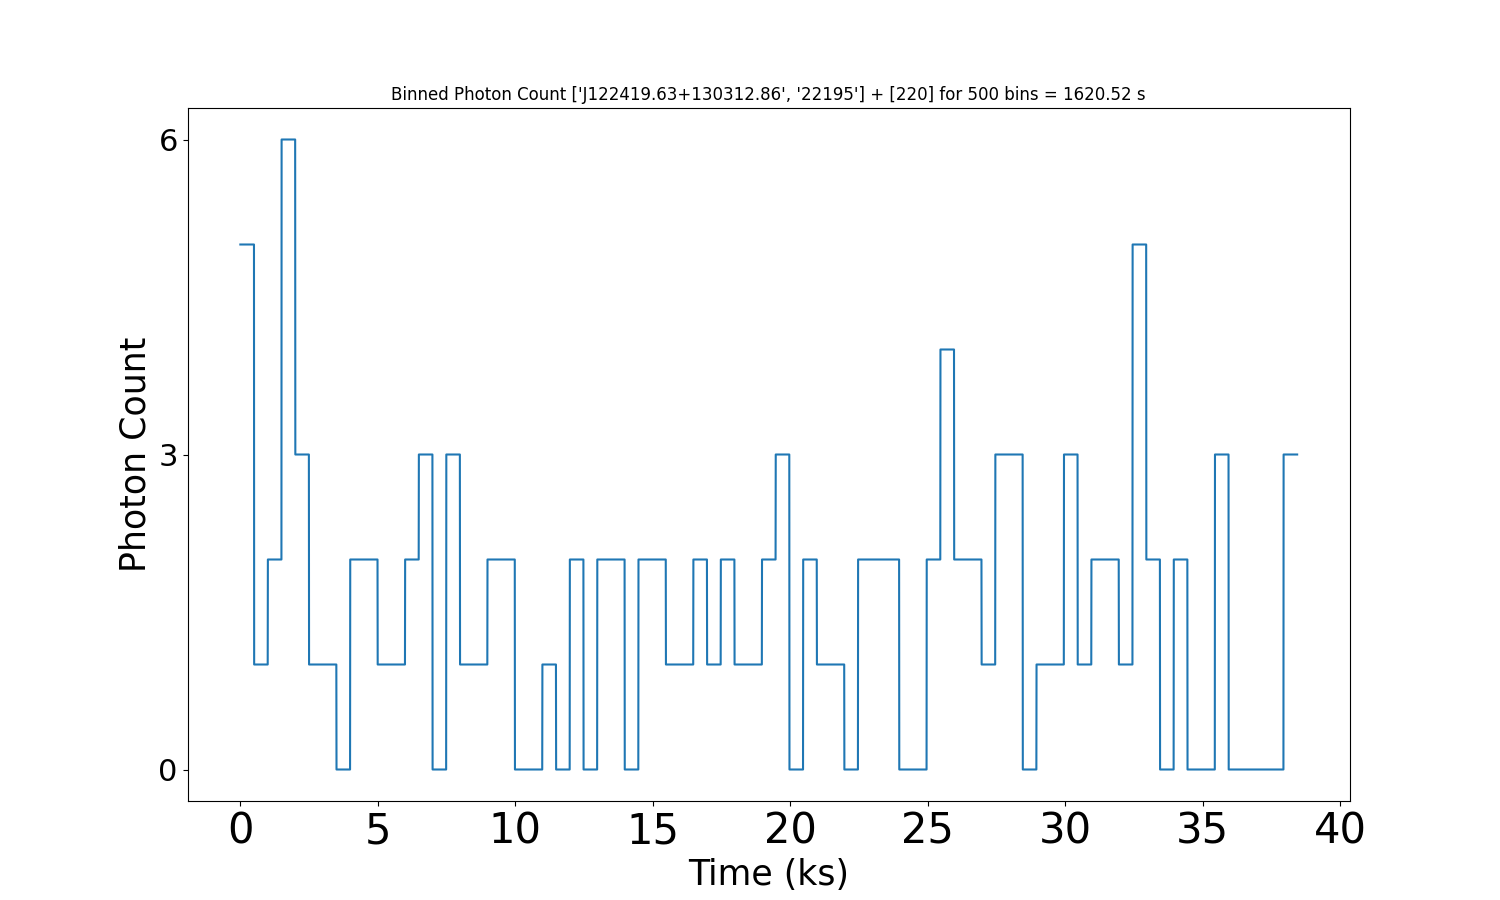 Binned Photon Count ['J122419.63+130312.86', '22195'] + [220] for 500 bins = 1620.52 s
6
3
0
Photon Count
0 5 10 15 20 25 30 35 40
Time (ks)